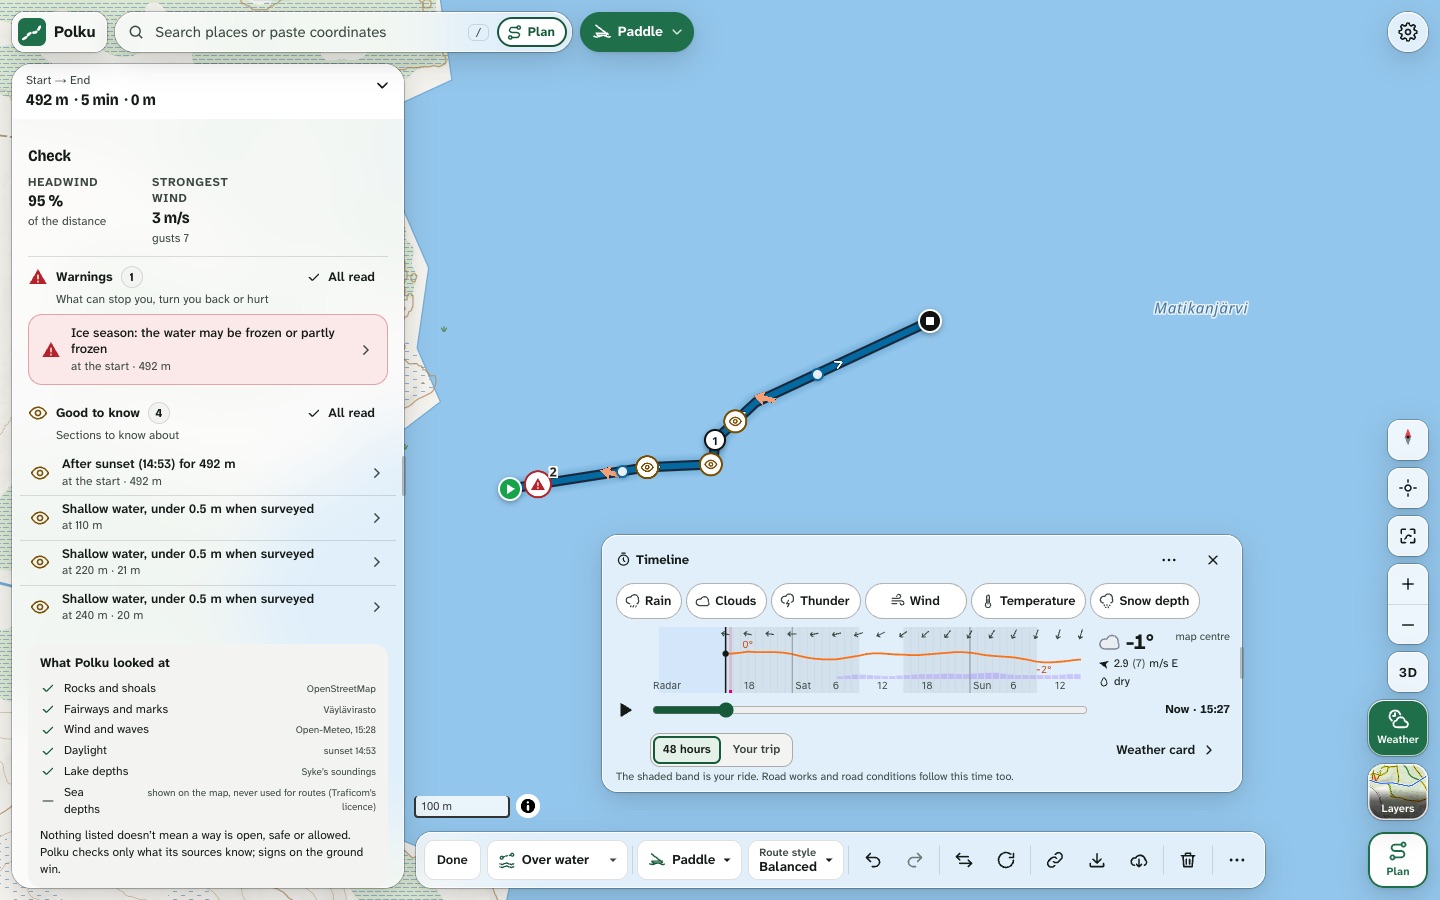 Polku
Search places or paste coordinates
/
Plan
Paddle
Start → End
492 m · 5 min · 0 m
Check
HEADWIND
95 %
of the distance
STRONGEST
WIND
3 m/s
gusts 7
Warnings 1
All read
What can stop you, turn you back or hurt
Ice season: the water may be frozen or partly
frozen
at the start · 492 m
Good to know 4
All read
Sections to know about
After sunset (14:53) for 492 m
at the start · 492 m
Shallow water, under 0.5 m when surveyed
at 110 m
Shallow water, under 0.5 m when surveyed
at 220 m · 21 m
Shallow water, under 0.5 m when surveyed
at 240 m · 20 m
What Polku looked at
Rocks and shoals OpenStreetMap
Fairways and marks Väylävirasto
Wind and waves Open-Meteo, 15:28
Daylight sunset 14:53
Lake depths Syke's soundings
Sea
depths
shown on the map, never used for routes (Traficom's
licence)
Nothing listed doesn't mean a way is open, safe or allowed.
Polku checks only what its sources know; signs on the ground
win.
Matikanjärvi
1
2
Timeline
Rain
Clouds
Thunder
Wind
Temperature
Snow depth
0°
-2°
Radar 18 Sat 6 12 18 Sun 6 12
-1°
map centre
2.9 (7) m/s E
dry
Now · 15:27
48 hours
Your trip
Weather card
The shaded band is your ride. Road works and road conditions follow this time too.
100 m
Done
Over water
Paddle
Route style
Balanced
3D
Weather
Layers
Plan